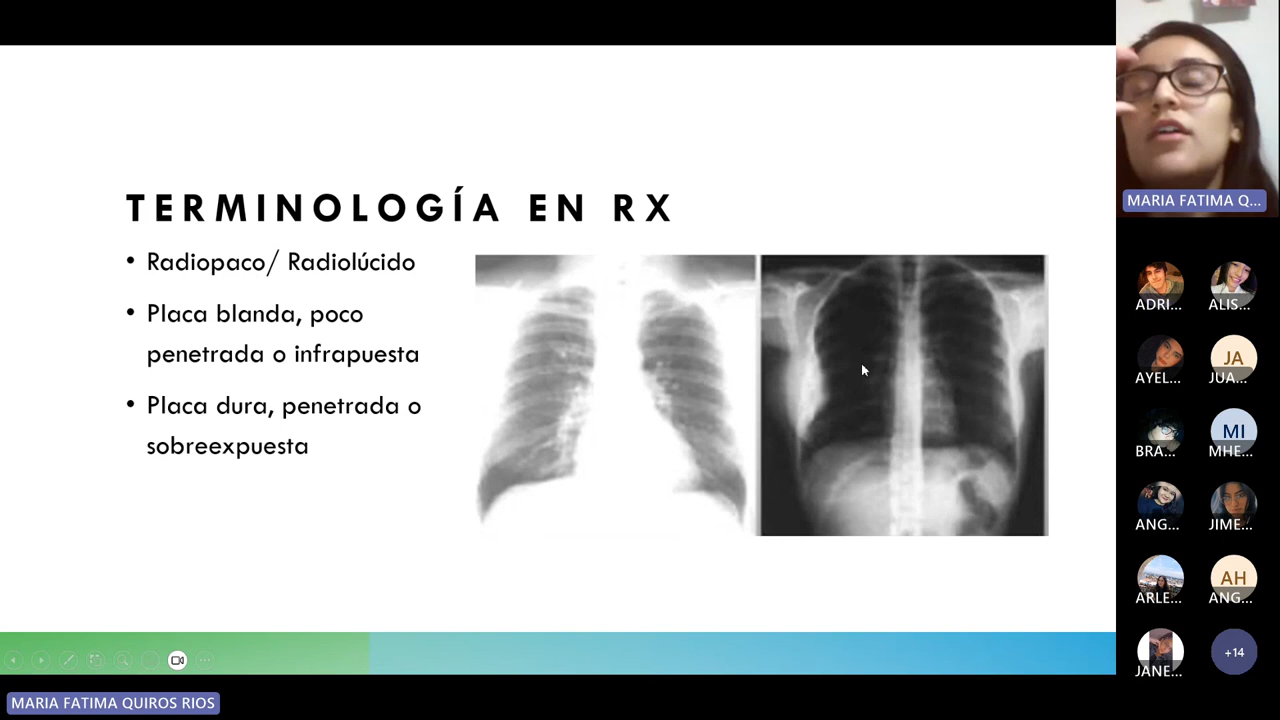 TERMINOLOGÍA EN RX
• Radiopaco/ Radiolúcido
• Placa blanda, poco
penetrada o infrapuesta
• Placa dura, penetrada o
sobreexpuesta
MARIA FATIMA Q...
ADRI...
ALIS...
AYEL...
JA
JUA...
BRA...
MI
MHE...
ANG...
JIME...
ARLE...
AH
ANG...
JANE...
+14
MARIA FATIMA QUIROS RIOS